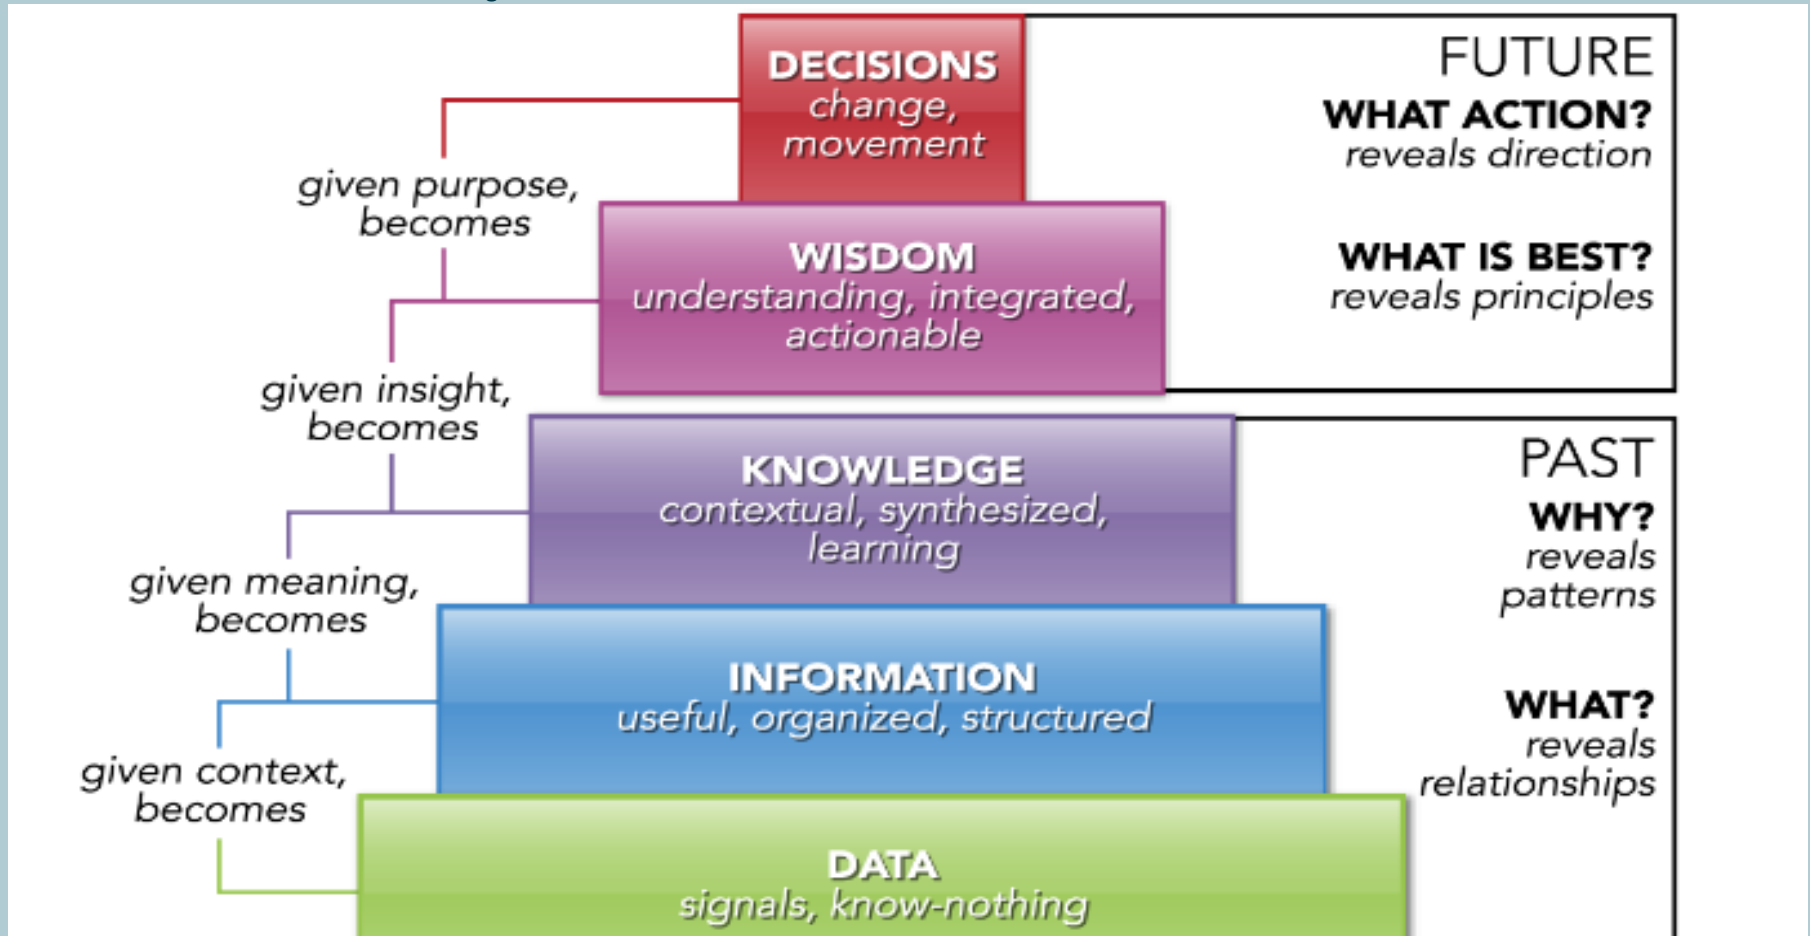 DECISIONS
change,
movement
given purpose,
becomes
WISDOM
understanding, integrated,
actionable
given insight,
becomes
KNOWLEDGE
contextual, synthesized,
learning
given meaning,
becomes
INFORMATION
useful, organized, structured
given context,
becomes
DATA
signals, know-nothing
FUTURE
WHAT ACTION?
reveals direction
WHAT IS BEST?
reveals principles
PAST
WHY?
reveals
patterns
WHAT?
reveals
relationships